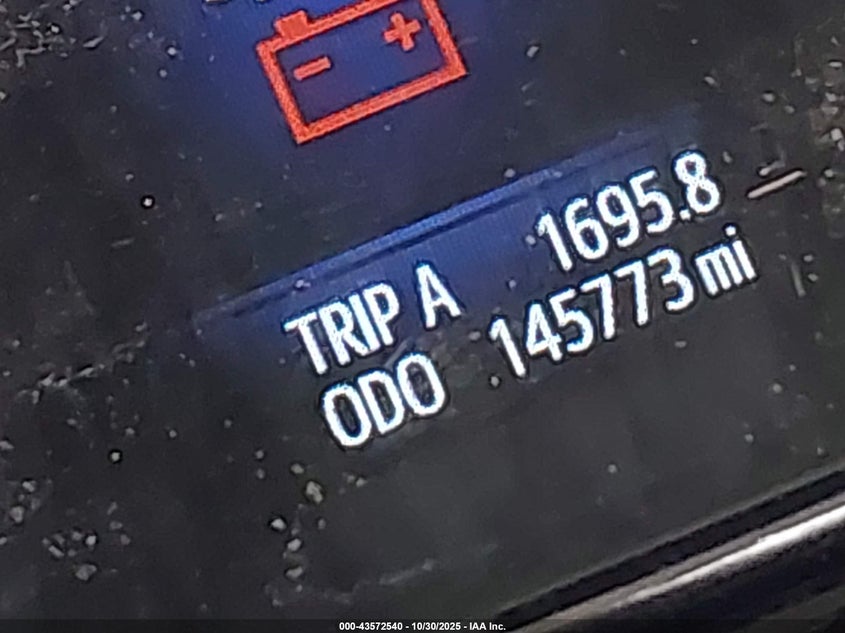 TRIP A 1695.8
ODO 145773 mi
000-43572540 - 10/30/2025 - IAA Inc.